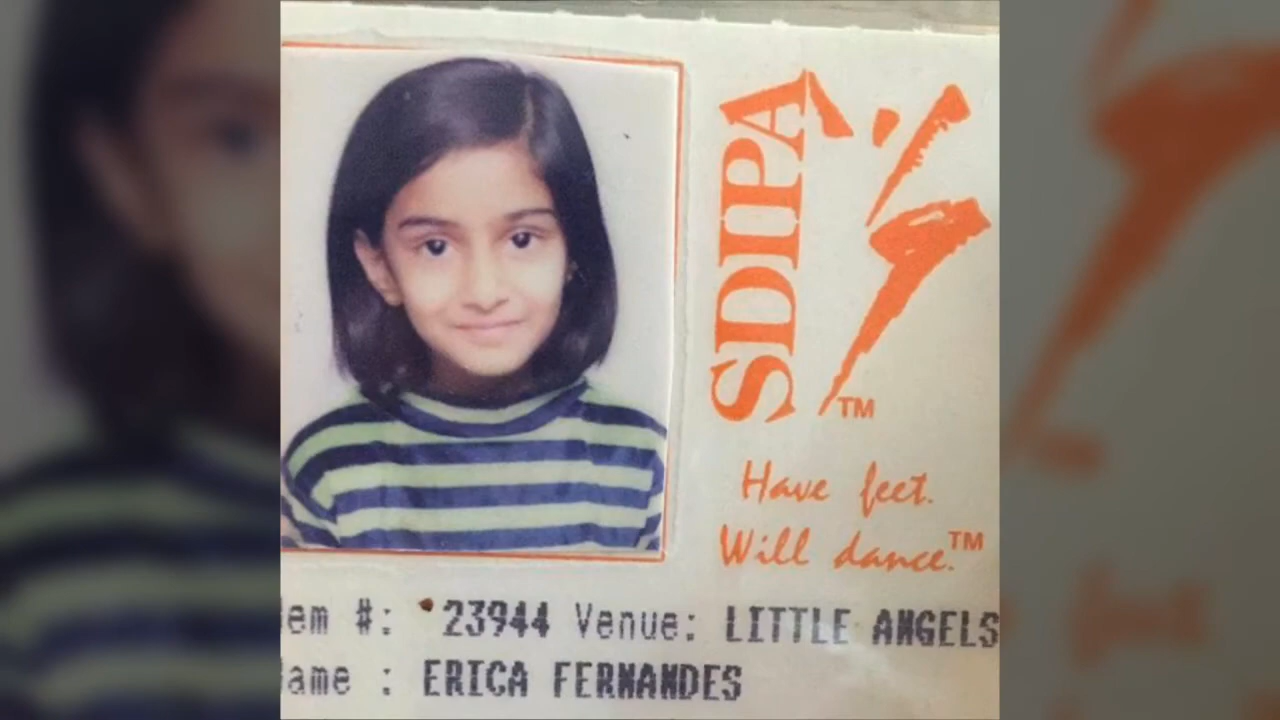 SDIPA TM
Have feet.
Will dance.TM
em #: 23944 Venue: LITTLE ANGELS
ame : ERICA FERNANDES